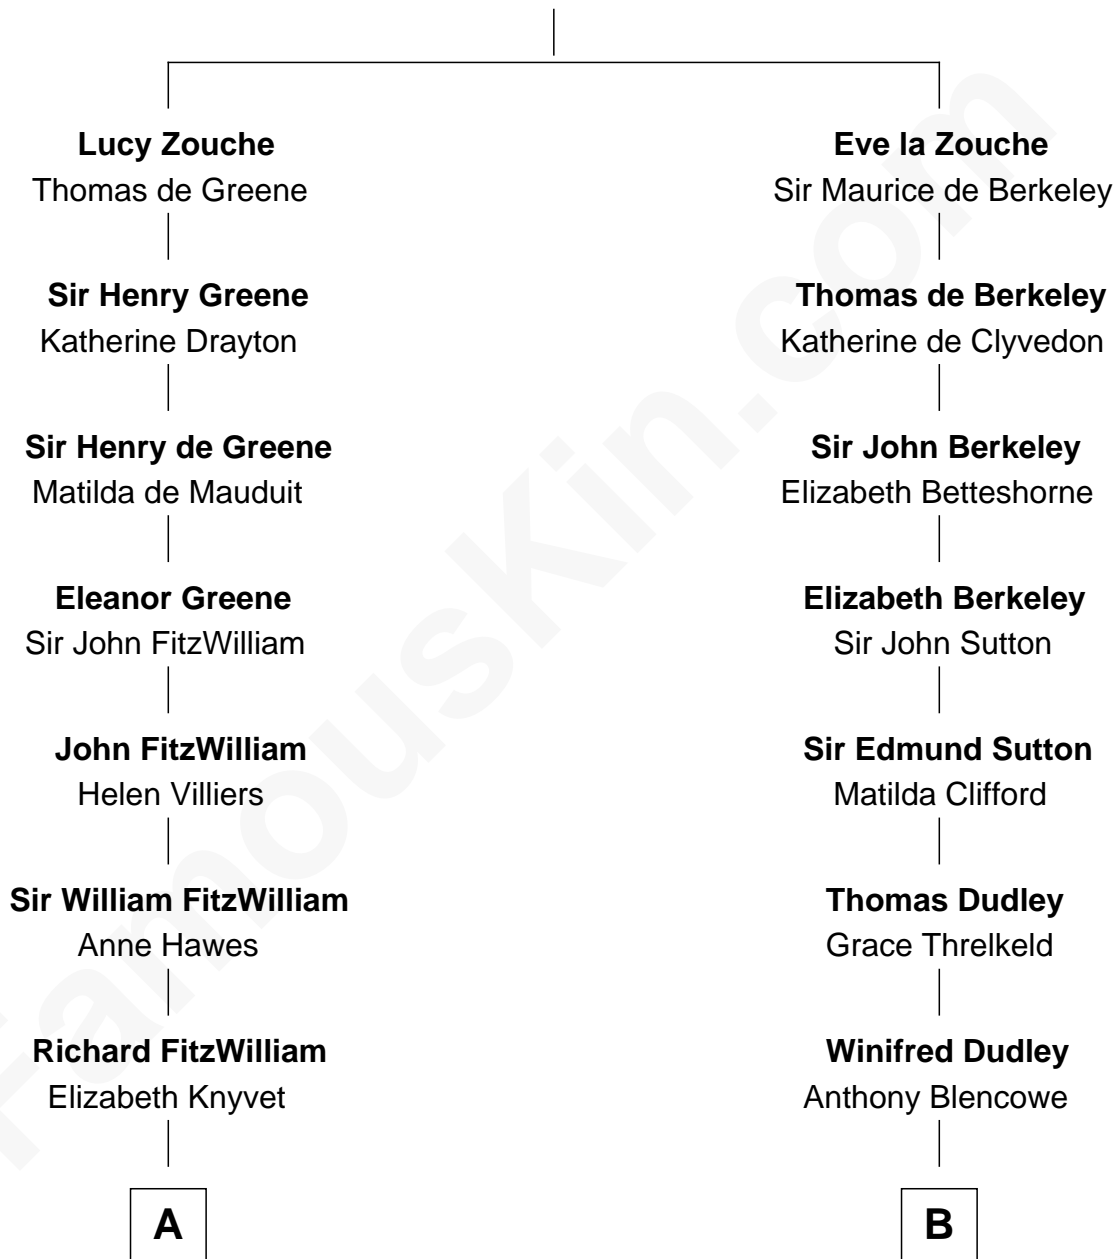 Lucy Zouche
Thomas de Greene
Sir Henry Greene
Katherine Drayton
Sir Henry de Greene
Matilda de Mauduit
Eleanor Greene
Sir John FitzWilliam
John FitzWilliam
Helen Villiers
Sir William FitzWilliam
Anne Hawes
Richard FitzWilliam
Elizabeth Knyvet
A
Eve la Zouche
Sir Maurice de Berkeley
Thomas de Berkeley
Katherine de Clyvedon
Sir John Berkeley
Elizabeth Betteshorne
Elizabeth Berkeley
Sir John Sutton
Sir Edmund Sutton
Matilda Clifford
Thomas Dudley
Grace Threlkeld
Winifred Dudley
Anthony Blencowe
B
FamousKin.com